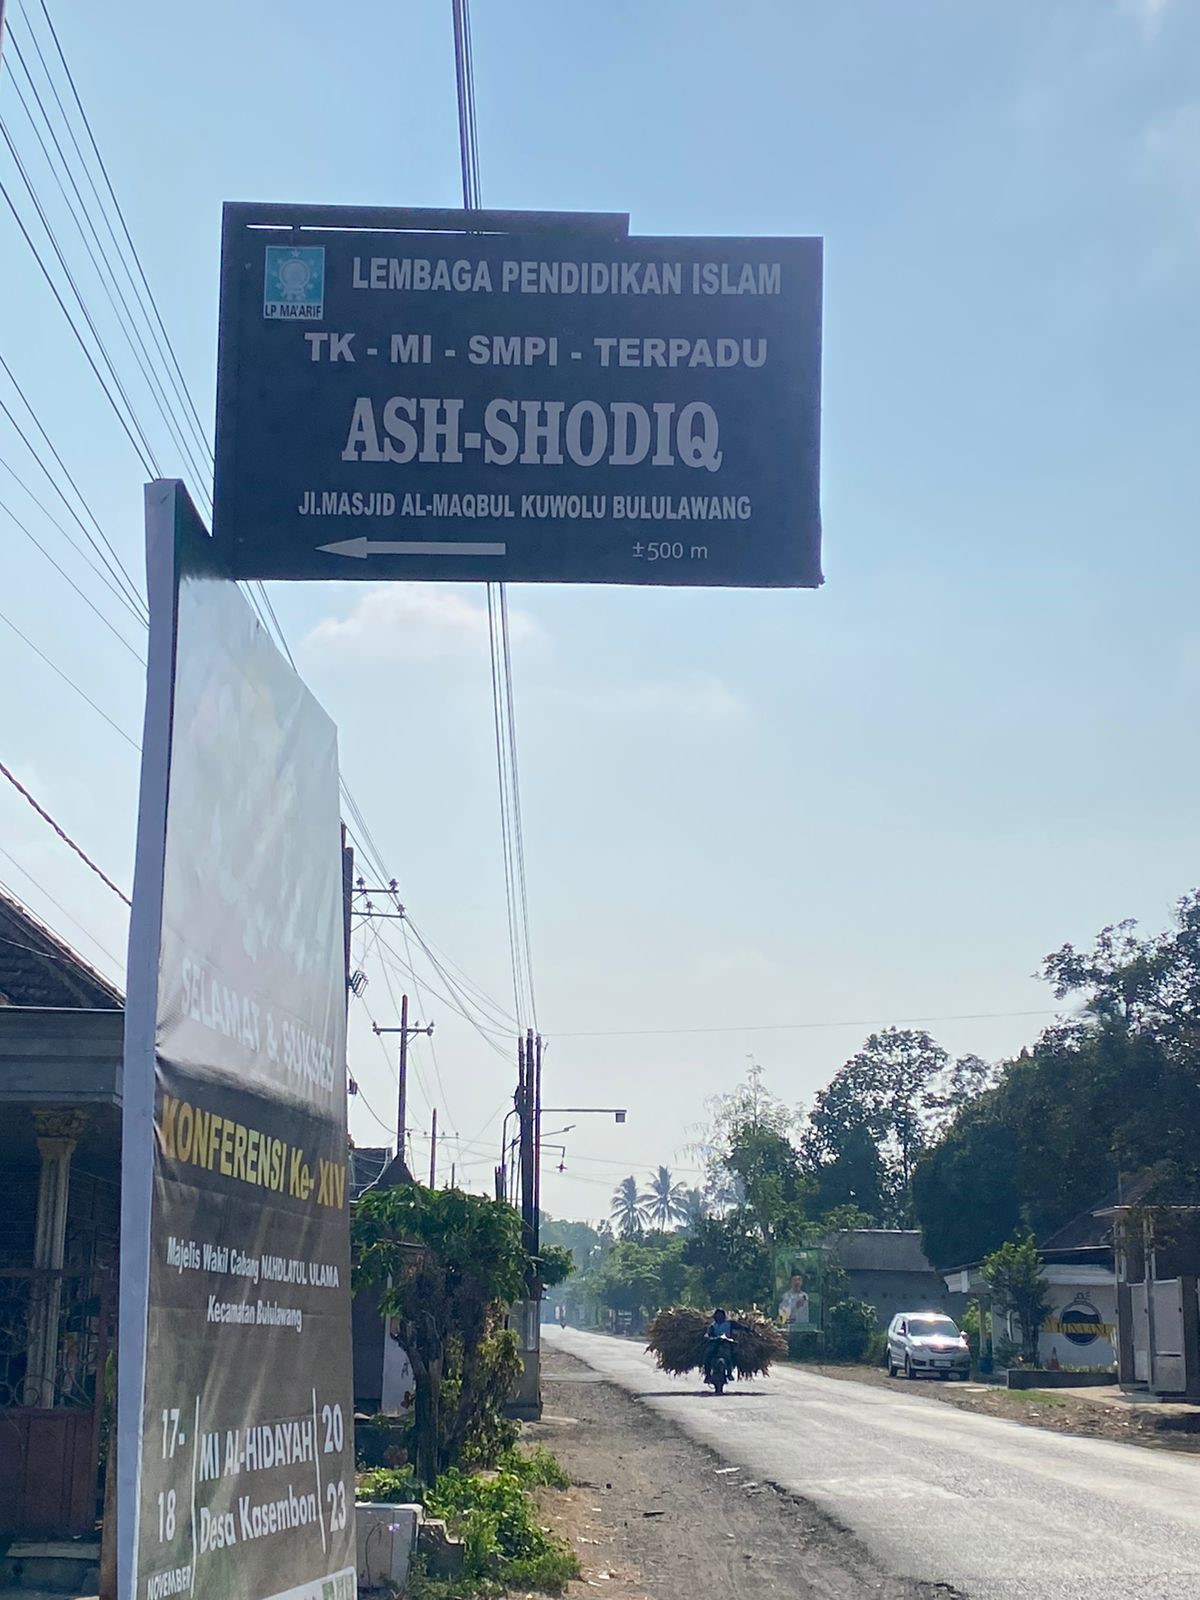 LP MA'ARIF
LEMBAGA PENDIDIKAN ISLAM
TK - MI - SMPI - TERPADU
ASH-SHODIQ
Jl.MASJID AL-MAQBUL KUWOLU BULULAWANG
±500 m
SELAMAT & SUKSES
KONFERENSI Ke- XIV
Majelis Wakil Cabang NAHDLATUL ULAMA
Kecamatan Bululawang
17-
18
NOVEMBER
MI AL-HIDAYAH
Desa Kasembon
20
23